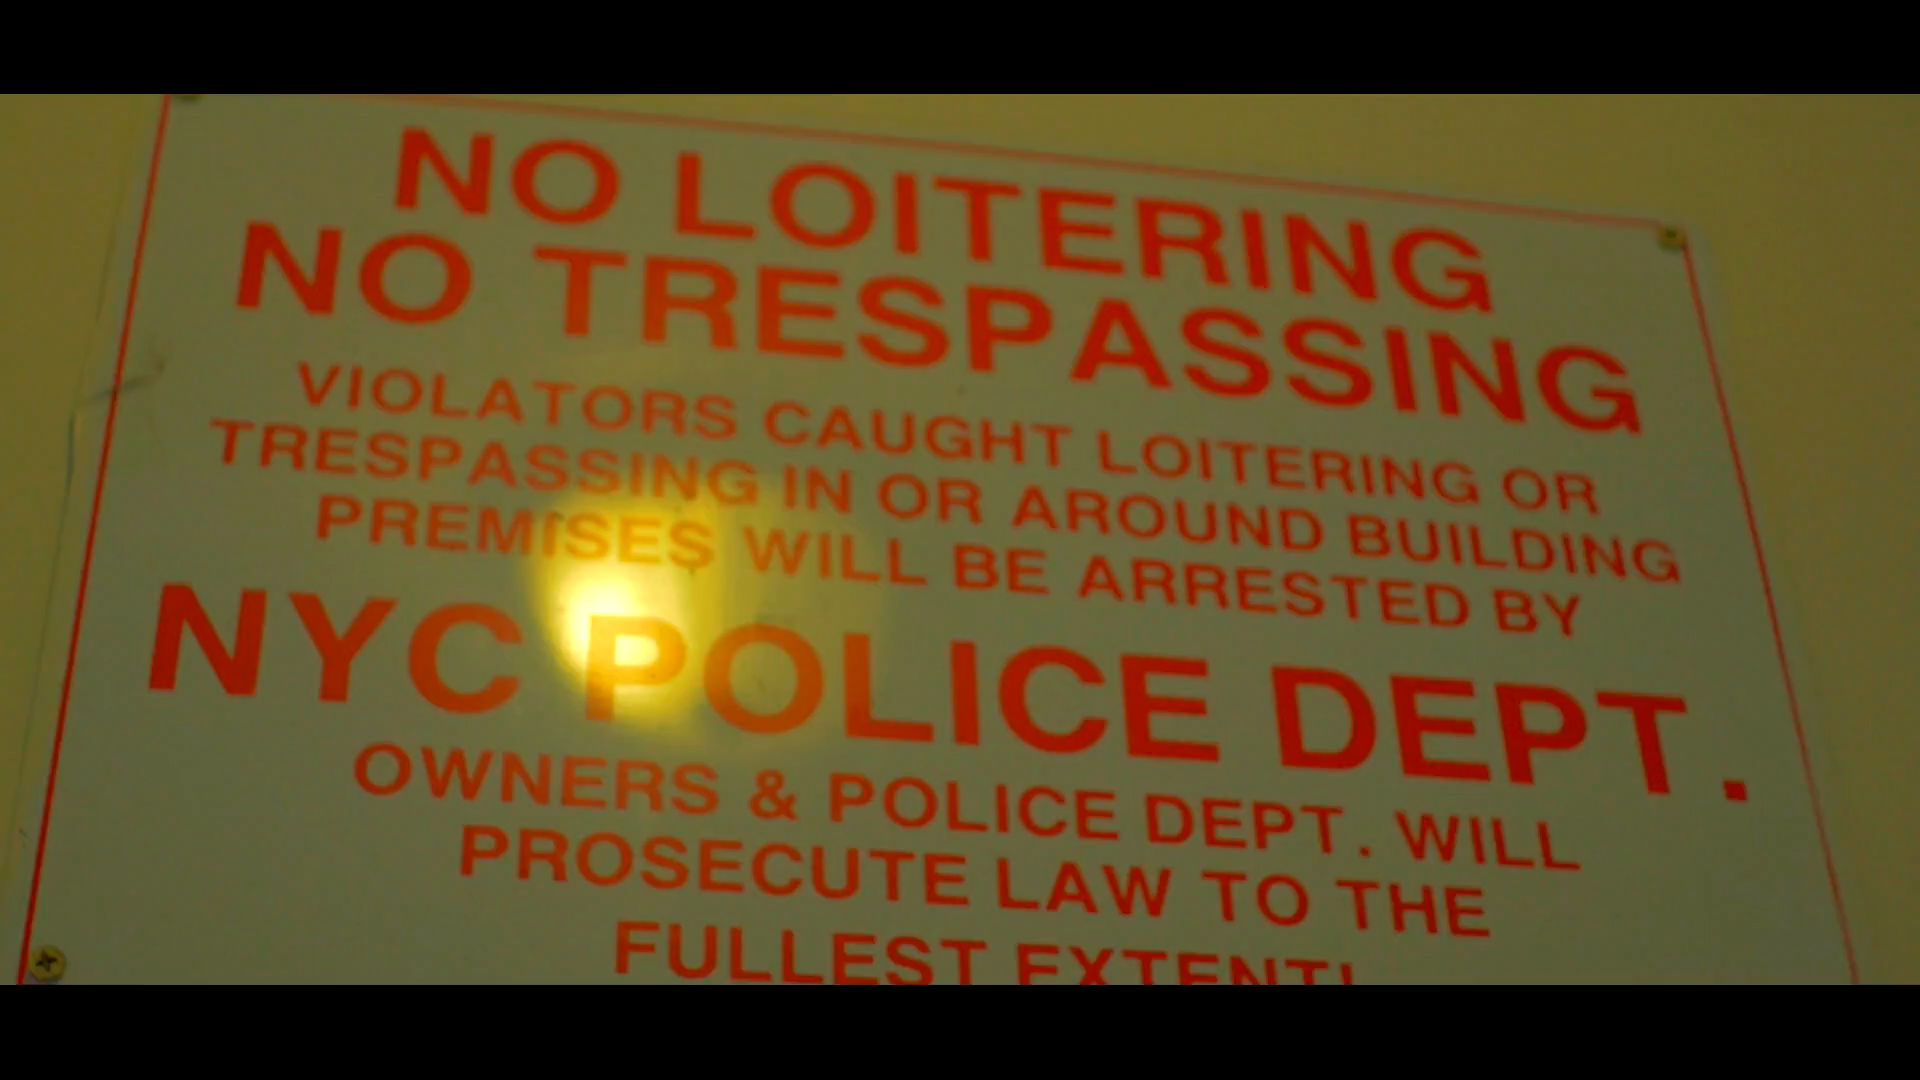 NO LOITERING
NO TRESPASSING
VIOLATORS CAUGHT LOITERING OR
TRESPASSING IN OR AROUND BUILDING
PREMISES WILL BE ARRESTED BY
NYC POLICE DEPT.
OWNERS & POLICE DEPT. WILL
PROSECUTE LAW TO THE
FULLEST EXTENT!